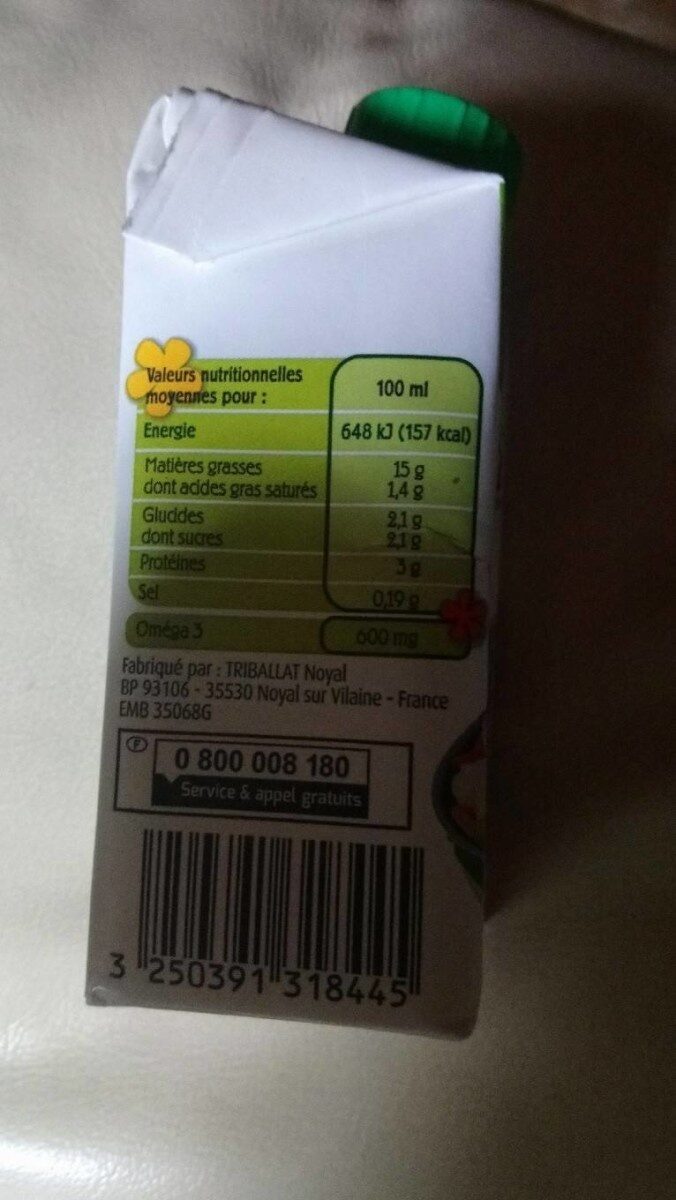 Valeurs nutritionnelles
moyennes pour :
100 ml
Energie
648 kJ (157 kcal)
Matières grasses
15 g
dont acides gras saturés
1,4 g
Glucides
2,1 g
dont sucres
2,1 g
Protéines
3 g
Sel
0,19 g
Oméga 3
600 mg
Fabriqué par : TRIBALLAT Noyal
BP 93106 - 35530 Noyal sur Vilaine - France
EMB 35068G
F
0 800 008 180
Service & appel gratuits
3 250391 318445